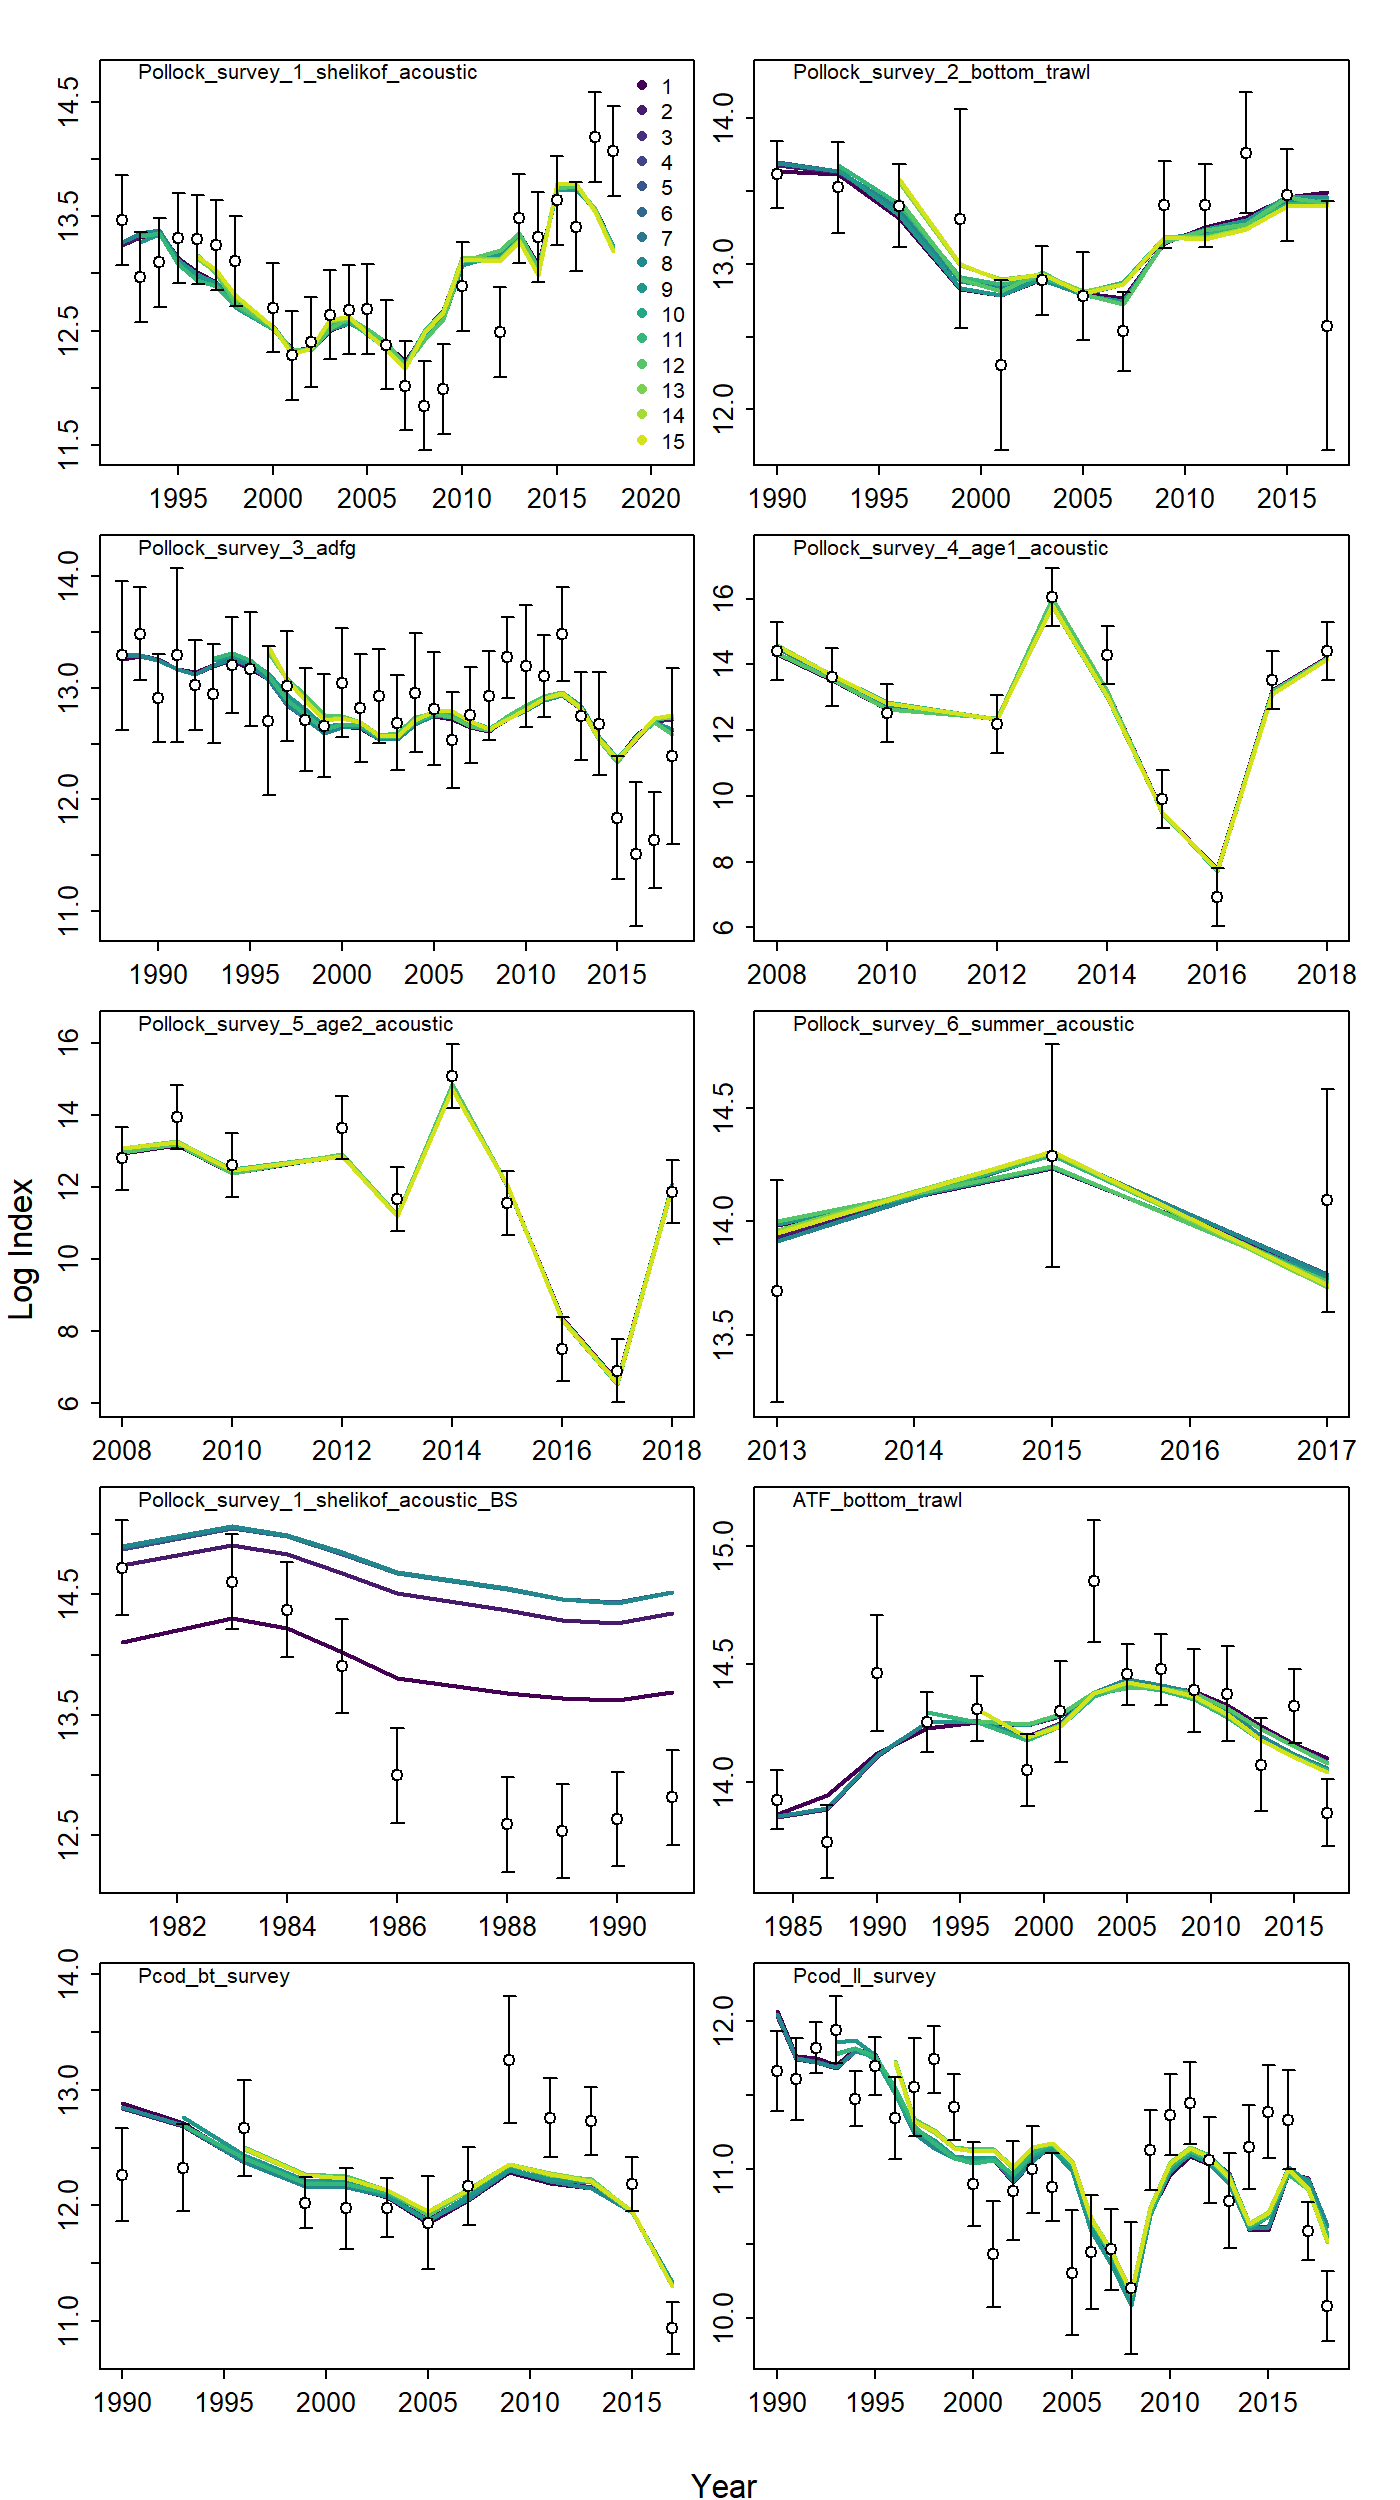 Pollock_survey_1_shelikof_acoustic
1
2
3
4
5
6
7
8
9
10
11
12
13
14
15
11.5 12.5 13.5 14.5
1995 2000 2005 2010 2015 2020
Pollock_survey_2_bottom_trawl
12.0 13.0 14.0
1990 1995 2000 2005 2010 2015
Pollock_survey_3_adfg
11.0 12.0 13.0 14.0
1990 1995 2000 2005 2010 2015
Pollock_survey_4_age1_acoustic
6 8 10 12 14 16
2008 2010 2012 2014 2016 2018
Pollock_survey_5_age2_acoustic
6 8 10 12 14 16
2008 2010 2012 2014 2016 2018
Pollock_survey_6_summer_acoustic
13.5 14.0 14.5
2013 2014 2015 2016 2017
Log Index
Pollock_survey_1_shelikof_acoustic_BS
12.5 13.5 14.5
1982 1984 1986 1988 1990
ATF_bottom_trawl
14.0 14.5 15.0
1985 1990 1995 2000 2005 2010 2015
Pcod_bt_survey
11.0 12.0 13.0 14.0
1990 1995 2000 2005 2010 2015
Pcod_ll_survey
10.0 11.0 12.0
1990 1995 2000 2005 2010 2015
Year